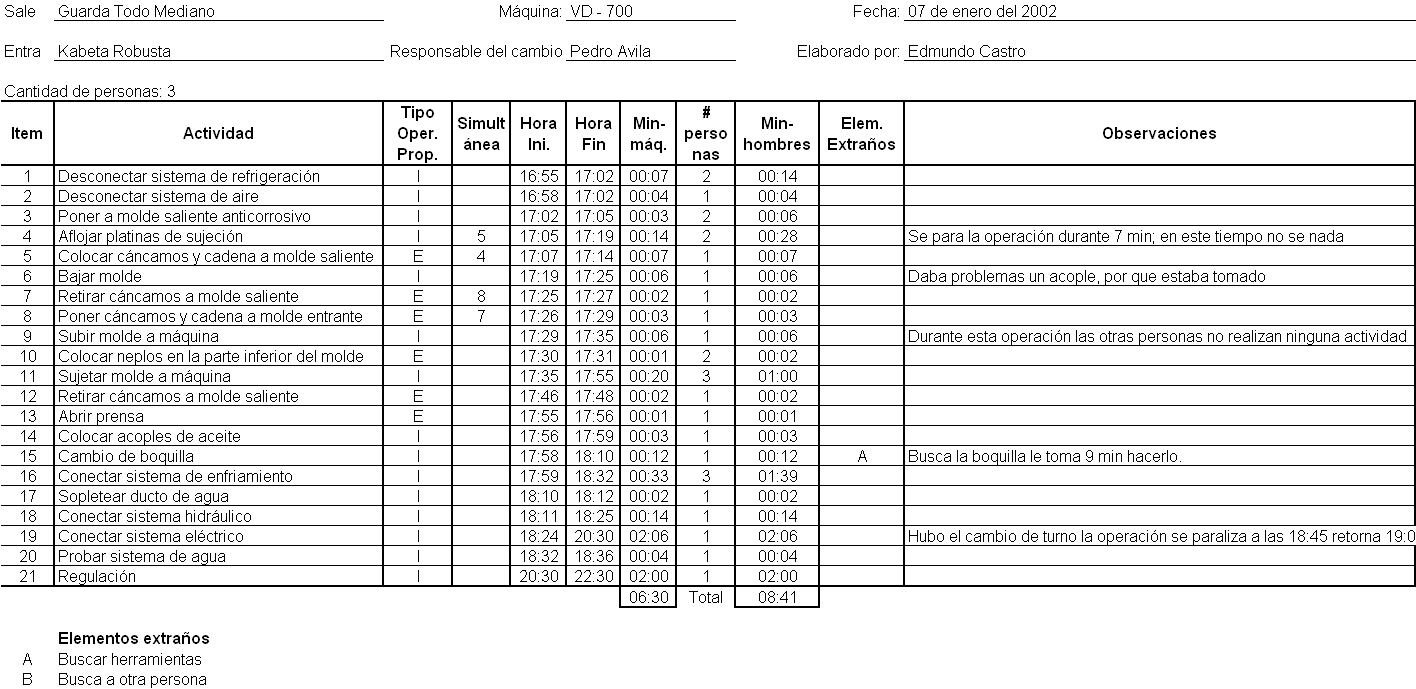 Sale Guarda Todo Mediano Máquina: VD - 700 Fecha: 07 de enero del 2002
Entra Kabeta Robusta Responsable del cambio Pedro Avila Elaborado por: Edmundo Castro
Cantidad de personas: 3
Item Actividad Tipo Oper. Prop. Simult ánea Hora Ini. Hora Fin Min-máq. # perso nas Min-hombres Elem. Extraños Observaciones
1 Desconectar sistema de refrigeración I 16:55 17:02 00:07 2 00:14
2 Desconectar sistema de aire I 16:58 17:02 00:04 1 00:04
3 Poner a molde saliente anticorrosivo I 17:02 17:05 00:03 2 00:06
4 Aflojar platinas de sujeción I 5 17:05 17:19 00:14 2 00:28 Se para la operación durante 7 min; en este tiempo no se nada
5 Colocar cáncamos y cadena a molde saliente E 4 17:07 17:14 00:07 1 00:07
6 Bajar molde I 17:19 17:25 00:06 1 00:06 Daba problemas un acople, por que estaba tomado
7 Retirar cáncamos a molde saliente E 8 17:25 17:27 00:02 1 00:02
8 Poner cáncamos y cadena a molde entrante E 7 17:26 17:29 00:03 1 00:03
9 Subir molde a máquina I 17:29 17:35 00:06 1 00:06 Durante esta operación las otras personas no realizan ninguna actividad
10 Colocar neplos en la parte inferior del molde E 17:30 17:31 00:01 2 00:02
11 Sujetar molde a máquina I 17:35 17:55 00:20 3 01:00
12 Retirar cáncamos a molde saliente E 17:46 17:48 00:02 1 00:02
13 Abrir prensa E 17:55 17:56 00:01 1 00:01
14 Colocar acoples de aceite I 17:56 17:59 00:03 1 00:03
15 Cambio de boquilla I 17:58 18:10 00:12 1 00:12 A Busca la boquilla le toma 9 min hacerlo.
16 Conectar sistema de enfriamiento I 17:59 18:32 00:33 3 01:39
17 Sopletear ducto de agua I 18:10 18:12 00:02 1 00:02
18 Conectar sistema hidráulico I 18:11 18:25 00:14 1 00:14
19 Conectar sistema eléctrico I 18:24 20:30 02:06 1 02:06 Hubo el cambio de turno la operación se paraliza a las 18:45 retorna 19:0
20 Probar sistema de agua I 18:32 18:36 00:04 1 00:04
21 Regulación I 20:30 22:30 02:00 1 02:00
06:30 Total 08:41
Elementos extraños
A Buscar herramientas
B Busca a otra persona